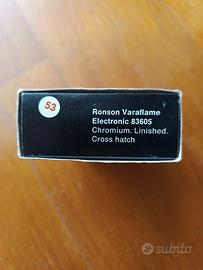 53
Ronson Varaflame
Electronic 83605
Chromium. Linished.
Cross hatch
subito